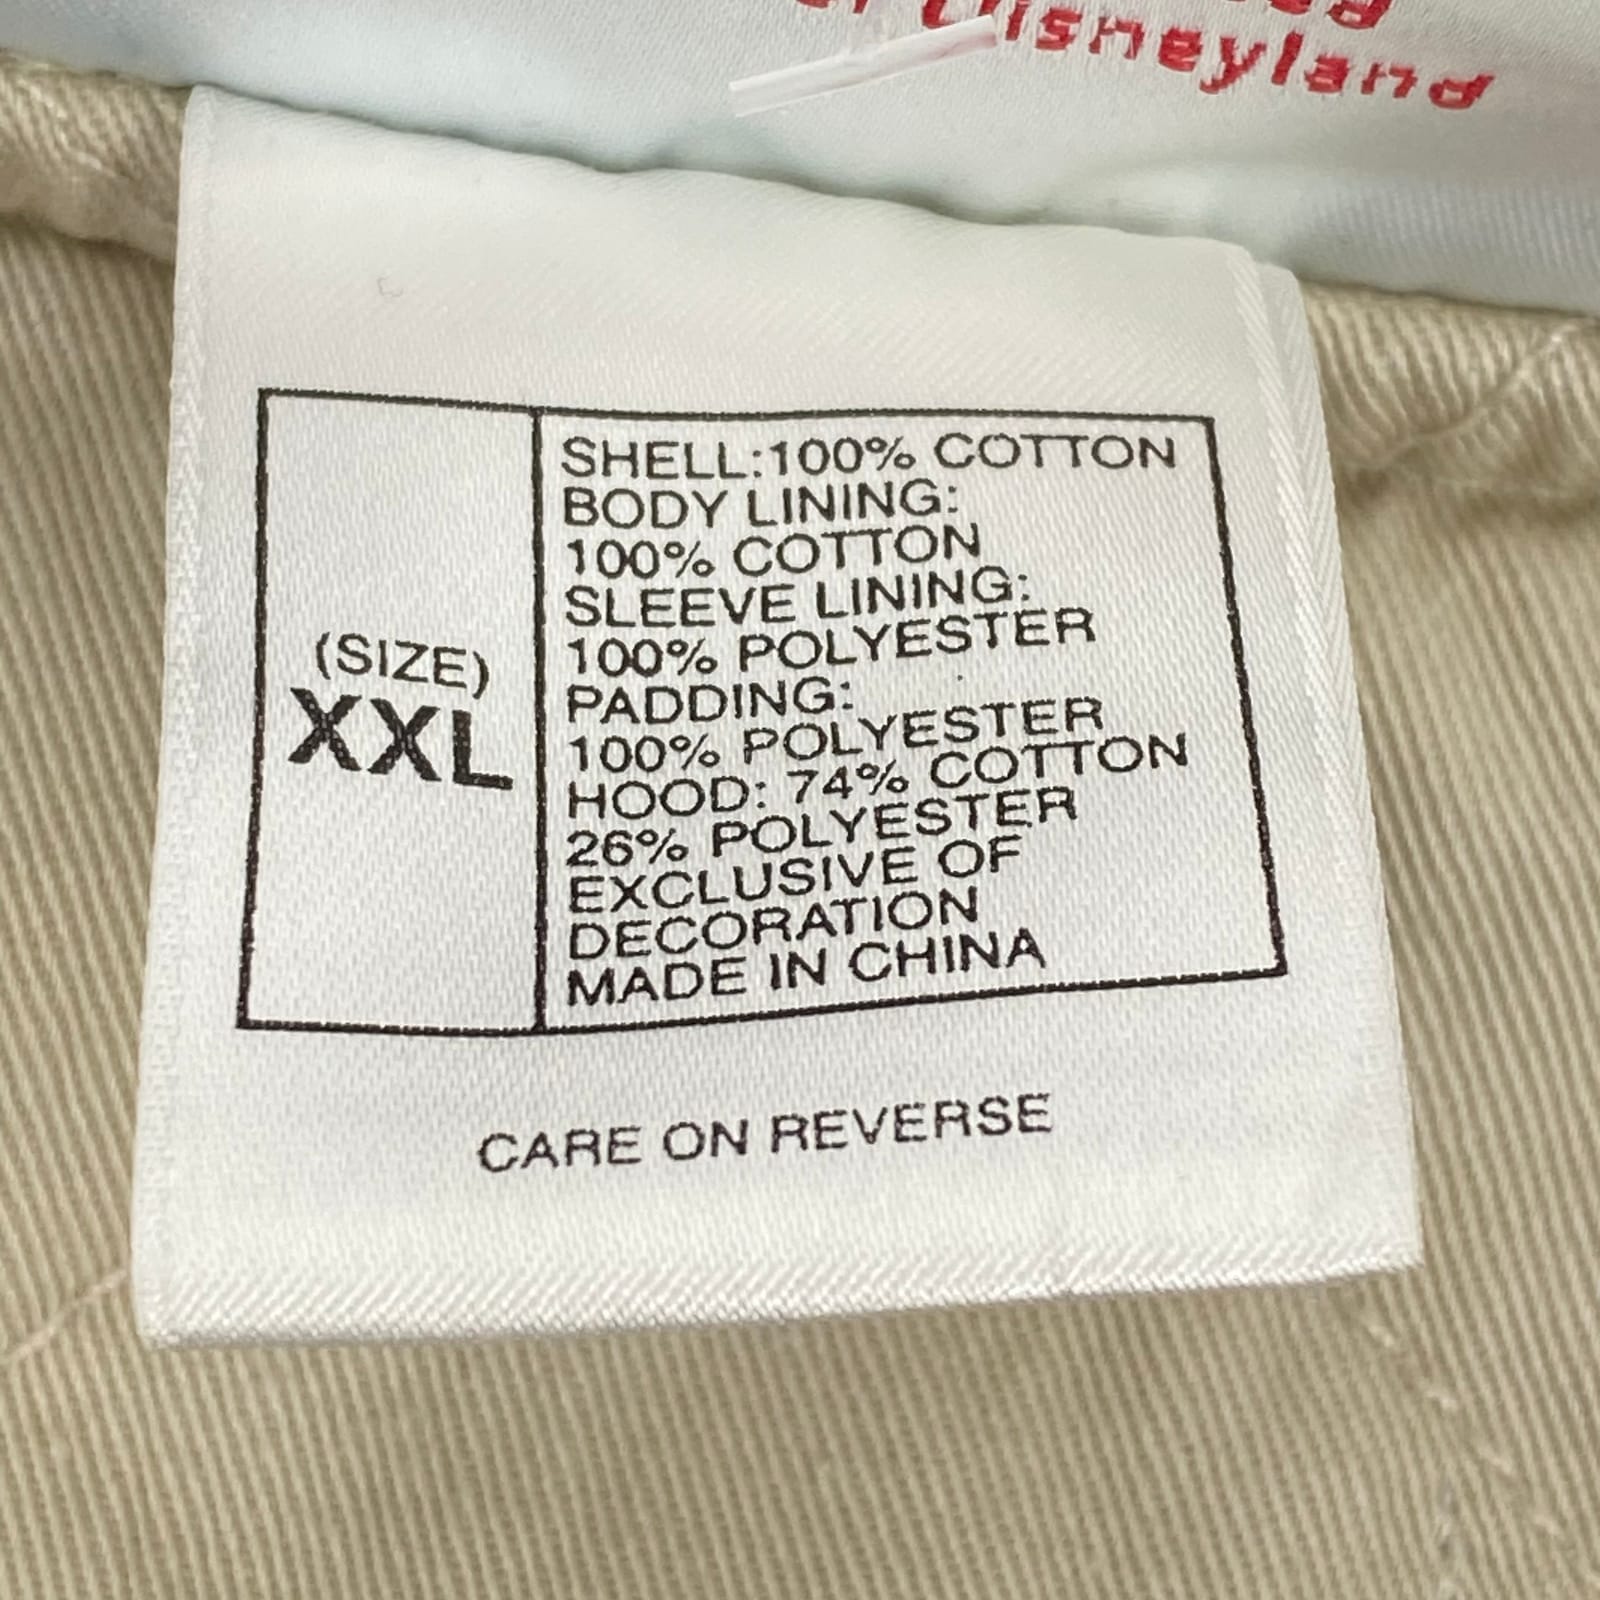 Disneyland
(SIZE)
XXL
SHELL:100% COTTON
BODY LINING:
100% COTTON
SLEEVE LINING:
100% POLYESTER
PADDING:
100% POLYESTER
HOOD: 74% COTTON
26% POLYESTER
EXCLUSIVE OF
DECORATION
MADE IN CHINA
CARE ON REVERSE